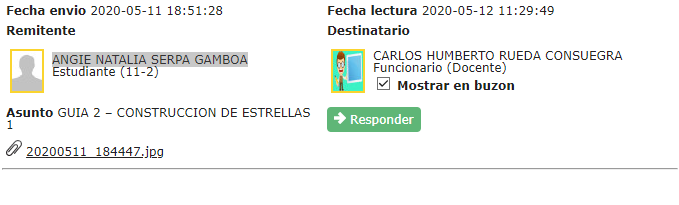 Fecha envio 2020-05-11 18:51:28
Remitente
ANGIE NATALIA SERPA GAMBOA
Estudiante (11-2)
Asunto GUIA 2 – CONSTRUCCION DE ESTRELLAS
1
20200511_184447.jpg
Fecha lectura 2020-05-12 11:29:49
Destinatario
CARLOS HUMBERTO RUEDA CONSUEGRA
Funcionario (Docente)
Mostrar en buzon
Responder